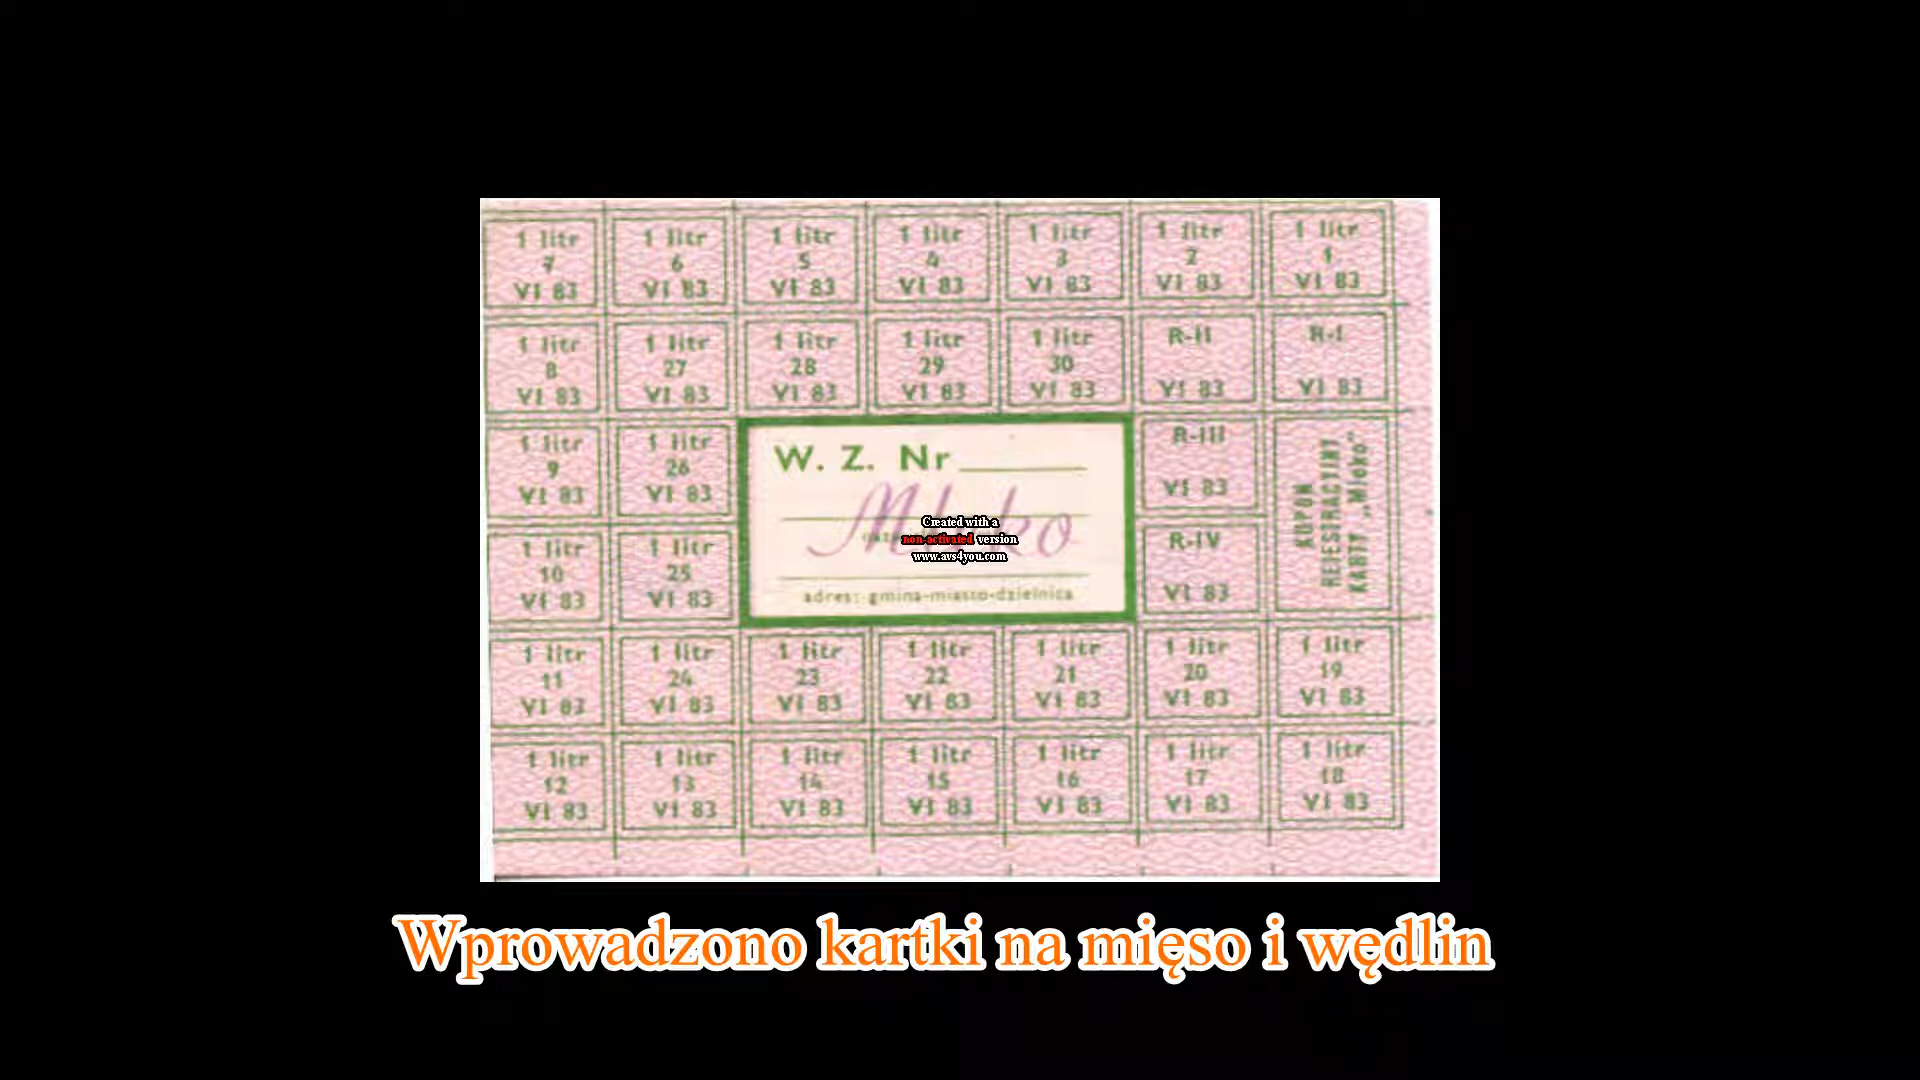 1 litr 1 litr 1 litr 1 litr 1 litr 1 litr 1 litr
7 6 5 4 3 2 1
VI 83 VI 83 VI 83 VI 83 VI 83 VI 83 VI 83
1 litr 1 litr 1 litr 1 litr 1 litr R-II R-I
8 27 28 29 30
VI 83 VI 83 VI 83 VI 83 VI 83 VI 83 VI 83
1 litr 1 litr R-III
9 26
VI 83 VI 83 VI 83
W. Z. Nr
Mleko
adres: gmina-miasto-dzielnica
KUPON
REJESTRACYJNY
KARTY „Mleko”
1 litr 1 litr R-IV
10 25
VI 83 VI 83 VI 83
1 litr 1 litr 1 litr 1 litr 1 litr 1 litr 1 litr
11 24 23 22 21 20 19
VI 83 VI 83 VI 83 VI 83 VI 83 VI 83 VI 83
1 litr 1 litr 1 litr 1 litr 1 litr 1 litr 1 litr
12 13 14 15 16 17 18
VI 83 VI 83 VI 83 VI 83 VI 83 VI 83 VI 83
Created with a
non-activated version
www.avs4you.com
Wprowadzono kartki na mięso i wędlin